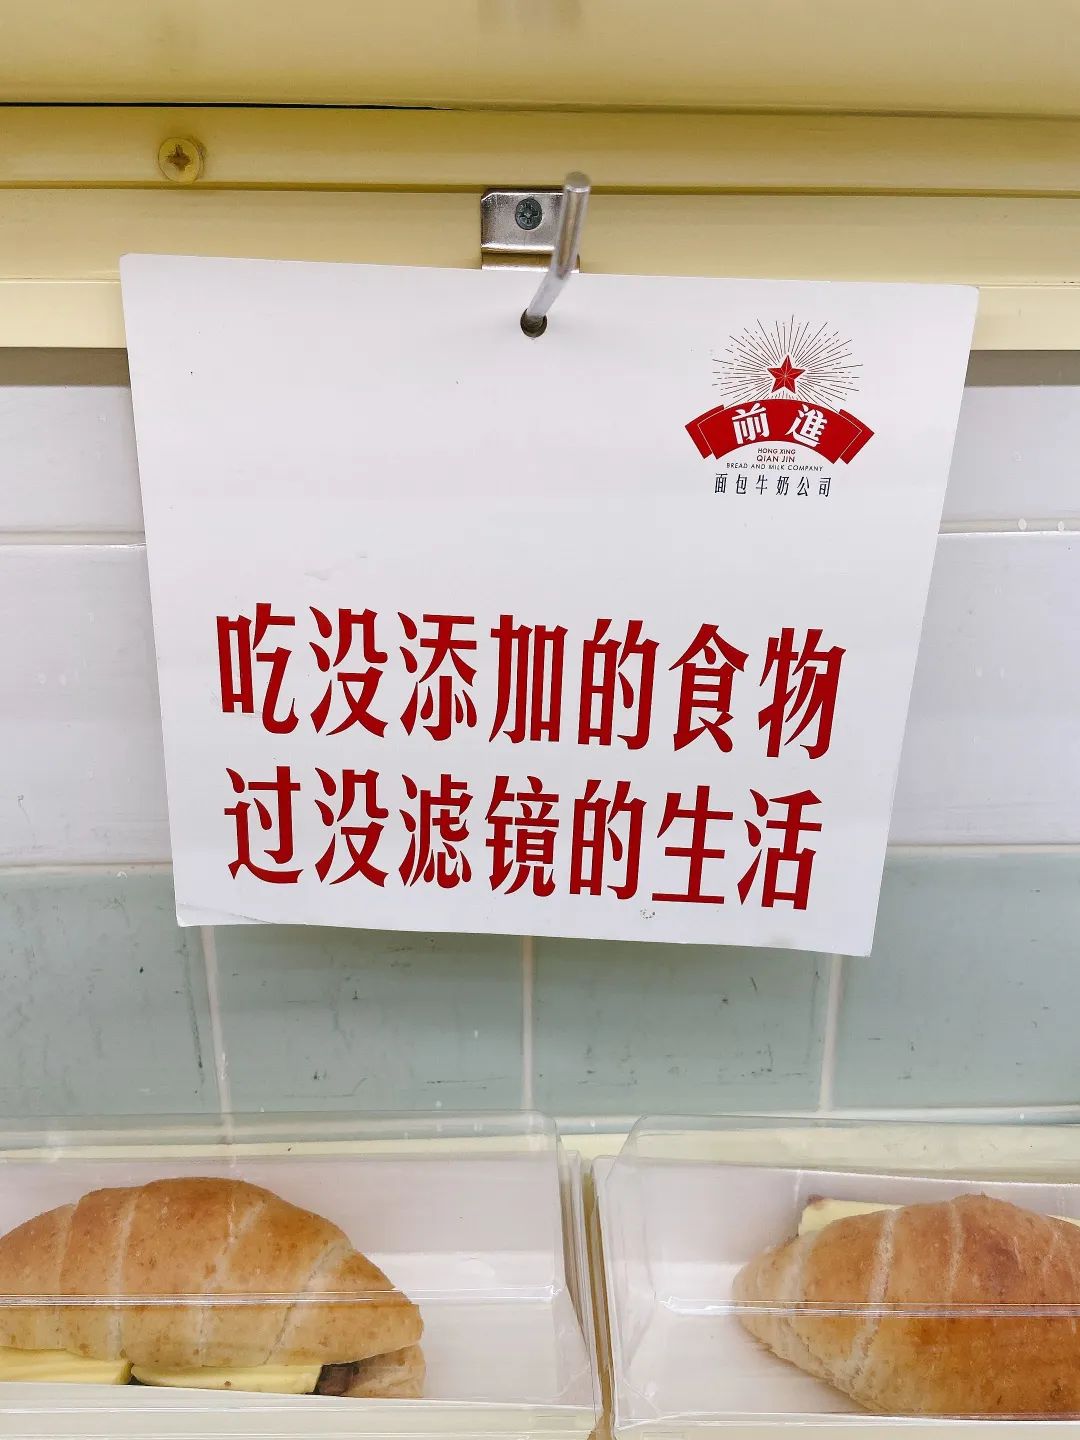 前進
HONG XING
QIAN JIN
BREAD AND MILK COMPANY
面包牛奶公司
吃没添加的食物
过没滤镜的生活